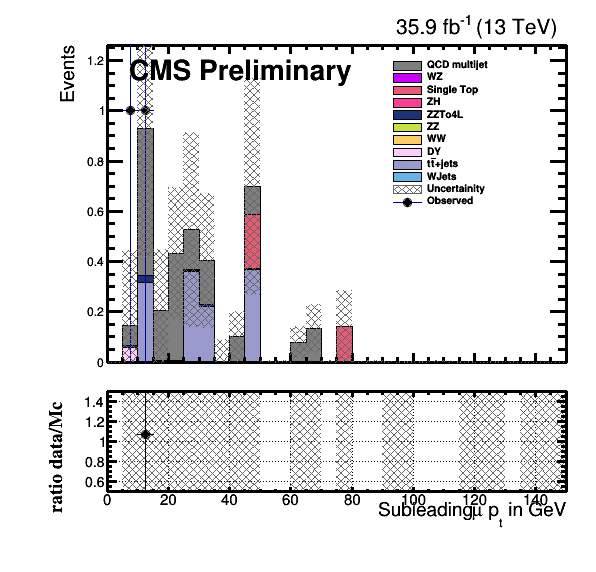 35.9 fb⁻¹ (13 TeV)
Events
CMS Preliminary
QCD multijet
WZ
Single Top
ZH
ZZTo4L
ZZ
WW
DY
tt̄+jets
WJets
Uncertainity
Observed
1.2
1
0.8
0.6
0.4
0.2
0
ratio data/Mc
1.4
1.2
1
0.8
0.6
0 20 40 60 80 100 120 140
Subleadingμ pₜ in GeV